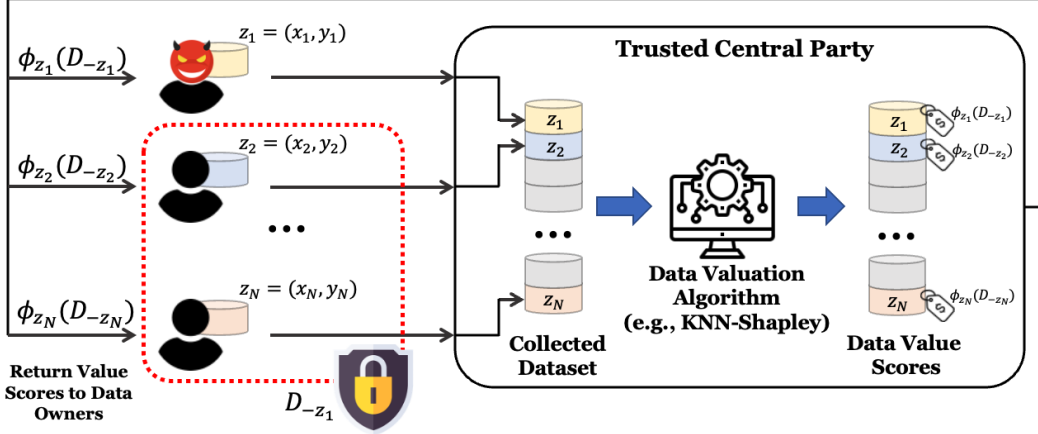 ϕ_{z_1}(D_{-z_1})
ϕ_{z_2}(D_{-z_2})
ϕ_{z_N}(D_{-z_N})
Return Value
Scores to Data
Owners
z_1 = (x_1, y_1)
z_2 = (x_2, y_2)
•••
z_N = (x_N, y_N)
D_{-z_1}
Trusted Central Party
z_1
z_2
•••
z_N
Collected
Dataset
Data Valuation
Algorithm
(e.g., KNN-Shapley)
z_1
z_2
•••
z_N
$
$
$
ϕ_{z_1}(D_{-z_1})
ϕ_{z_2}(D_{-z_2})
ϕ_{z_N}(D_{-z_N})
Data Value
Scores